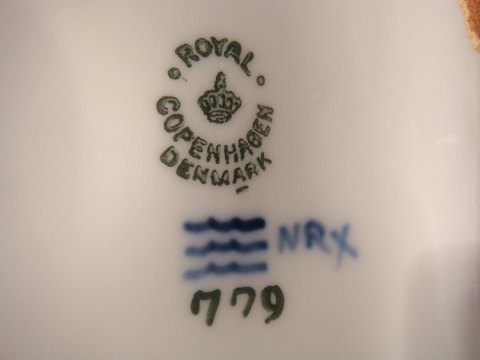 ROYAL
COPENHAGEN
DENMARK
NRX
779